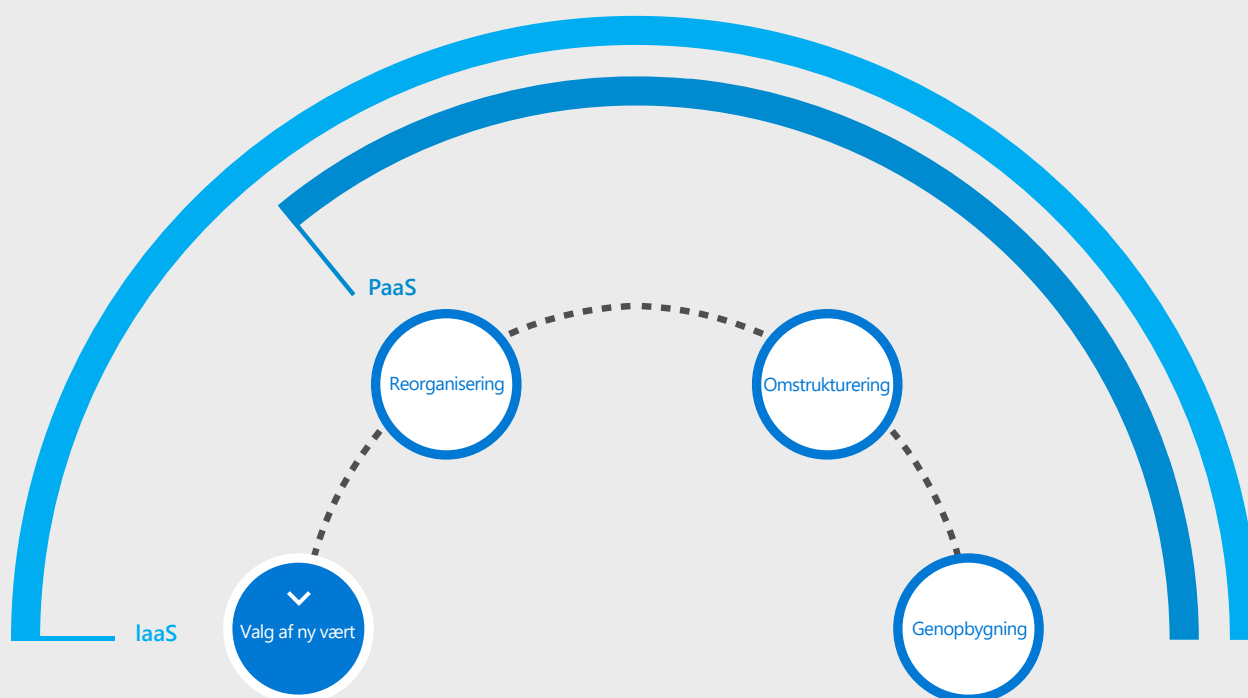 PaaS
Reorganisering
Omstrukturering
IaaS
Valg af ny vært
Genopbygning